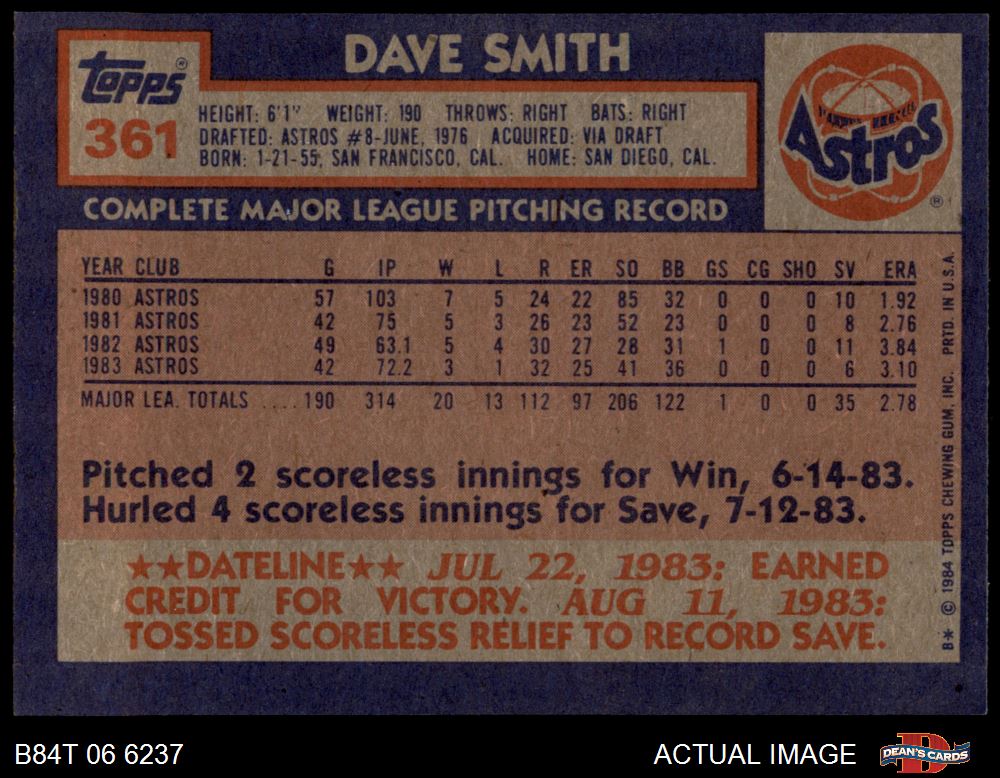 topps®
361
DAVE SMITH
HEIGHT: 6'1" WEIGHT: 190 THROWS: RIGHT BATS: RIGHT
DRAFTED: ASTROS #8-JUNE, 1976 ACQUIRED: VIA DRAFT
BORN: 1-21-55, SAN FRANCISCO, CAL. HOME: SAN DIEGO, CAL.
Astros
®
COMPLETE MAJOR LEAGUE PITCHING RECORD
YEAR CLUB G IP W L R ER SO BB GS CG SHO SV ERA
1980 ASTROS 57 103 7 5 24 22 85 32 0 0 0 10 1.92
1981 ASTROS 42 75 5 3 26 23 52 23 0 0 0 8 2.76
1982 ASTROS 49 63.1 5 4 30 27 28 31 1 0 0 11 3.84
1983 ASTROS 42 72.2 3 1 32 25 41 36 0 0 0 6 3.10
MAJOR LEA. TOTALS .... 190 314 20 13 112 97 206 122 1 0 0 35 2.78
Pitched 2 scoreless innings for Win, 6-14-83.
Hurled 4 scoreless innings for Save, 7-12-83.
★★DATELINE★★ JUL 22, 1983: EARNED
CREDIT FOR VICTORY. AUG 11, 1983:
TOSSED SCORELESS RELIEF TO RECORD SAVE.
B* © 1984 TOPPS CHEWING GUM, INC. PRTD. IN U.S.A.
B84T 06 6237
ACTUAL IMAGE
DEAN'S CARDS